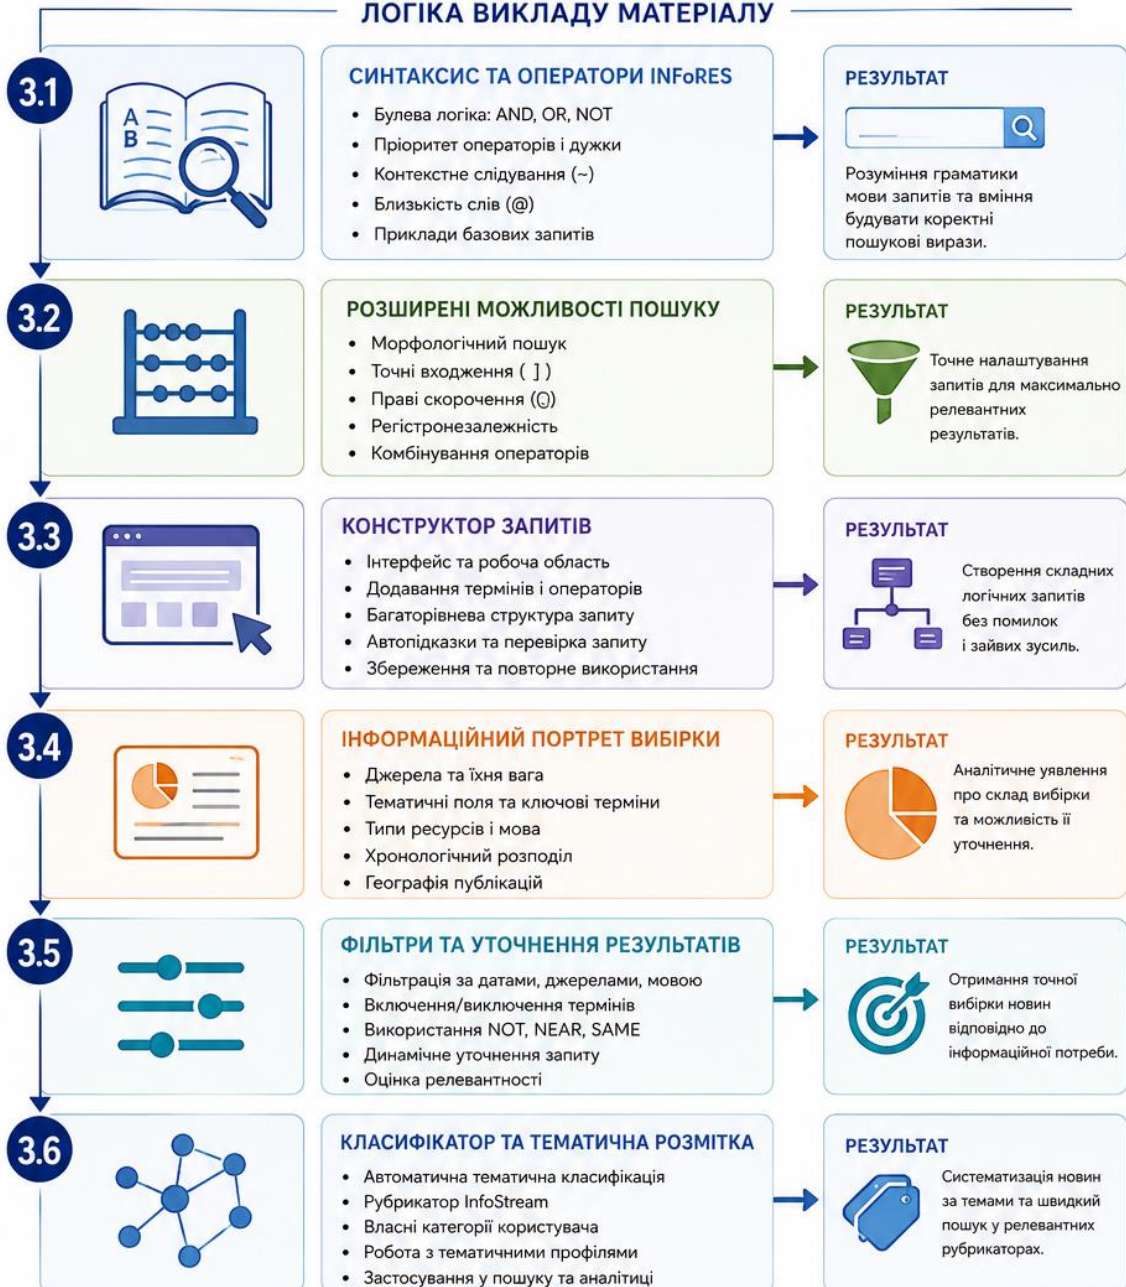 ЛОГІКА ВИКЛАДУ МАТЕРІАЛУ
3.1
A
B
СИНТАКСИС ТА ОПЕРАТОРИ INFoRES
• Булева логіка: AND, OR, NOT
• Пріоритет операторів і дужки
• Контекстне слідування (~)
• Близькість слів (@)
• Приклади базових запитів
РЕЗУЛЬТАТ
Розуміння граматики
мови запитів та вміння
будувати коректні
пошукові вирази.
3.2
РОЗШИРЕНІ МОЖЛИВОСТІ ПОШУКУ
• Морфологічний пошук
• Точні входження ( ] )
• Праві скорочення
• Регістронезалежність
• Комбінування операторів
РЕЗУЛЬТАТ
Точне налаштування
запитів для максимально
релевантних
результатів.
3.3
КОНСТРУКТОР ЗАПИТІВ
• Інтерфейс та робоча область
• Додавання термінів і операторів
• Багаторівнева структура запиту
• Автопідказки та перевірка запиту
• Збереження та повторне використання
РЕЗУЛЬТАТ
Створення складних
логічних запитів
без помилок
і зайвих зусиль.
3.4
ІНФОРМАЦІЙНИЙ ПОРТРЕТ ВИБІРКИ
• Джерела та їхня вага
• Тематичні поля та ключові терміни
• Типи ресурсів і мова
• Хронологічний розподіл
• Географія публікацій
РЕЗУЛЬТАТ
Аналітичне уявлення
про склад вибірки
та можливість її
уточнення.
3.5
ФІЛЬТРИ ТА УТОЧНЕННЯ РЕЗУЛЬТАТІВ
• Фільтрація за датами, джерелами, мовою
• Включення/виключення термінів
• Використання NOT, NEAR, SAME
• Динамічне уточнення запиту
• Оцінка релевантності
РЕЗУЛЬТАТ
Отримання точної
вибірки новин
відповідно до
інформаційної потреби.
3.6
КЛАСИФІКАТОР ТА ТЕМАТИЧНА РОЗМІТКА
• Автоматична тематична класифікація
• Рубрикатор InfoStream
• Власні категорії користувача
• Робота з тематичними профілями
• Застосування у пошуку та аналітиці
РЕЗУЛЬТАТ
Систематизація новин
за темами та швидкий
пошук у релевантних
рубрикаторах.